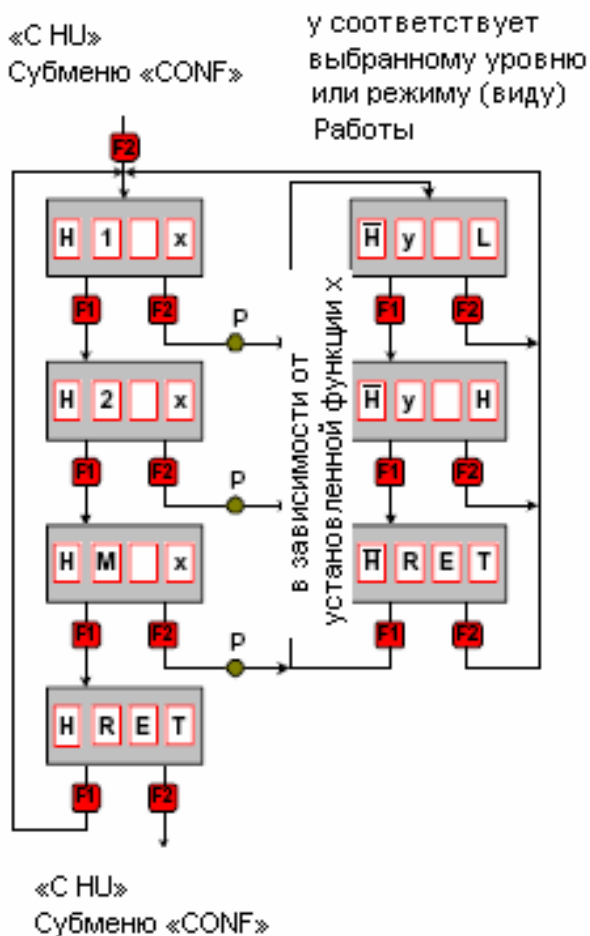 «C HU»
Субменю «CONF»
у соответствует
выбранному уровню
или режиму (виду)
Работы
F2
H 1 x
F1 F2
P
H 2 x
F1 F2
P
H M x
F1 F2
P
H R E T
F1 F2
в зависимости от
установленной функции x
H̅ y L
F1 F2
H̅ y H
F1 F2
H̅ R E T
F1 F2
«C HU»
Субменю «CONF»